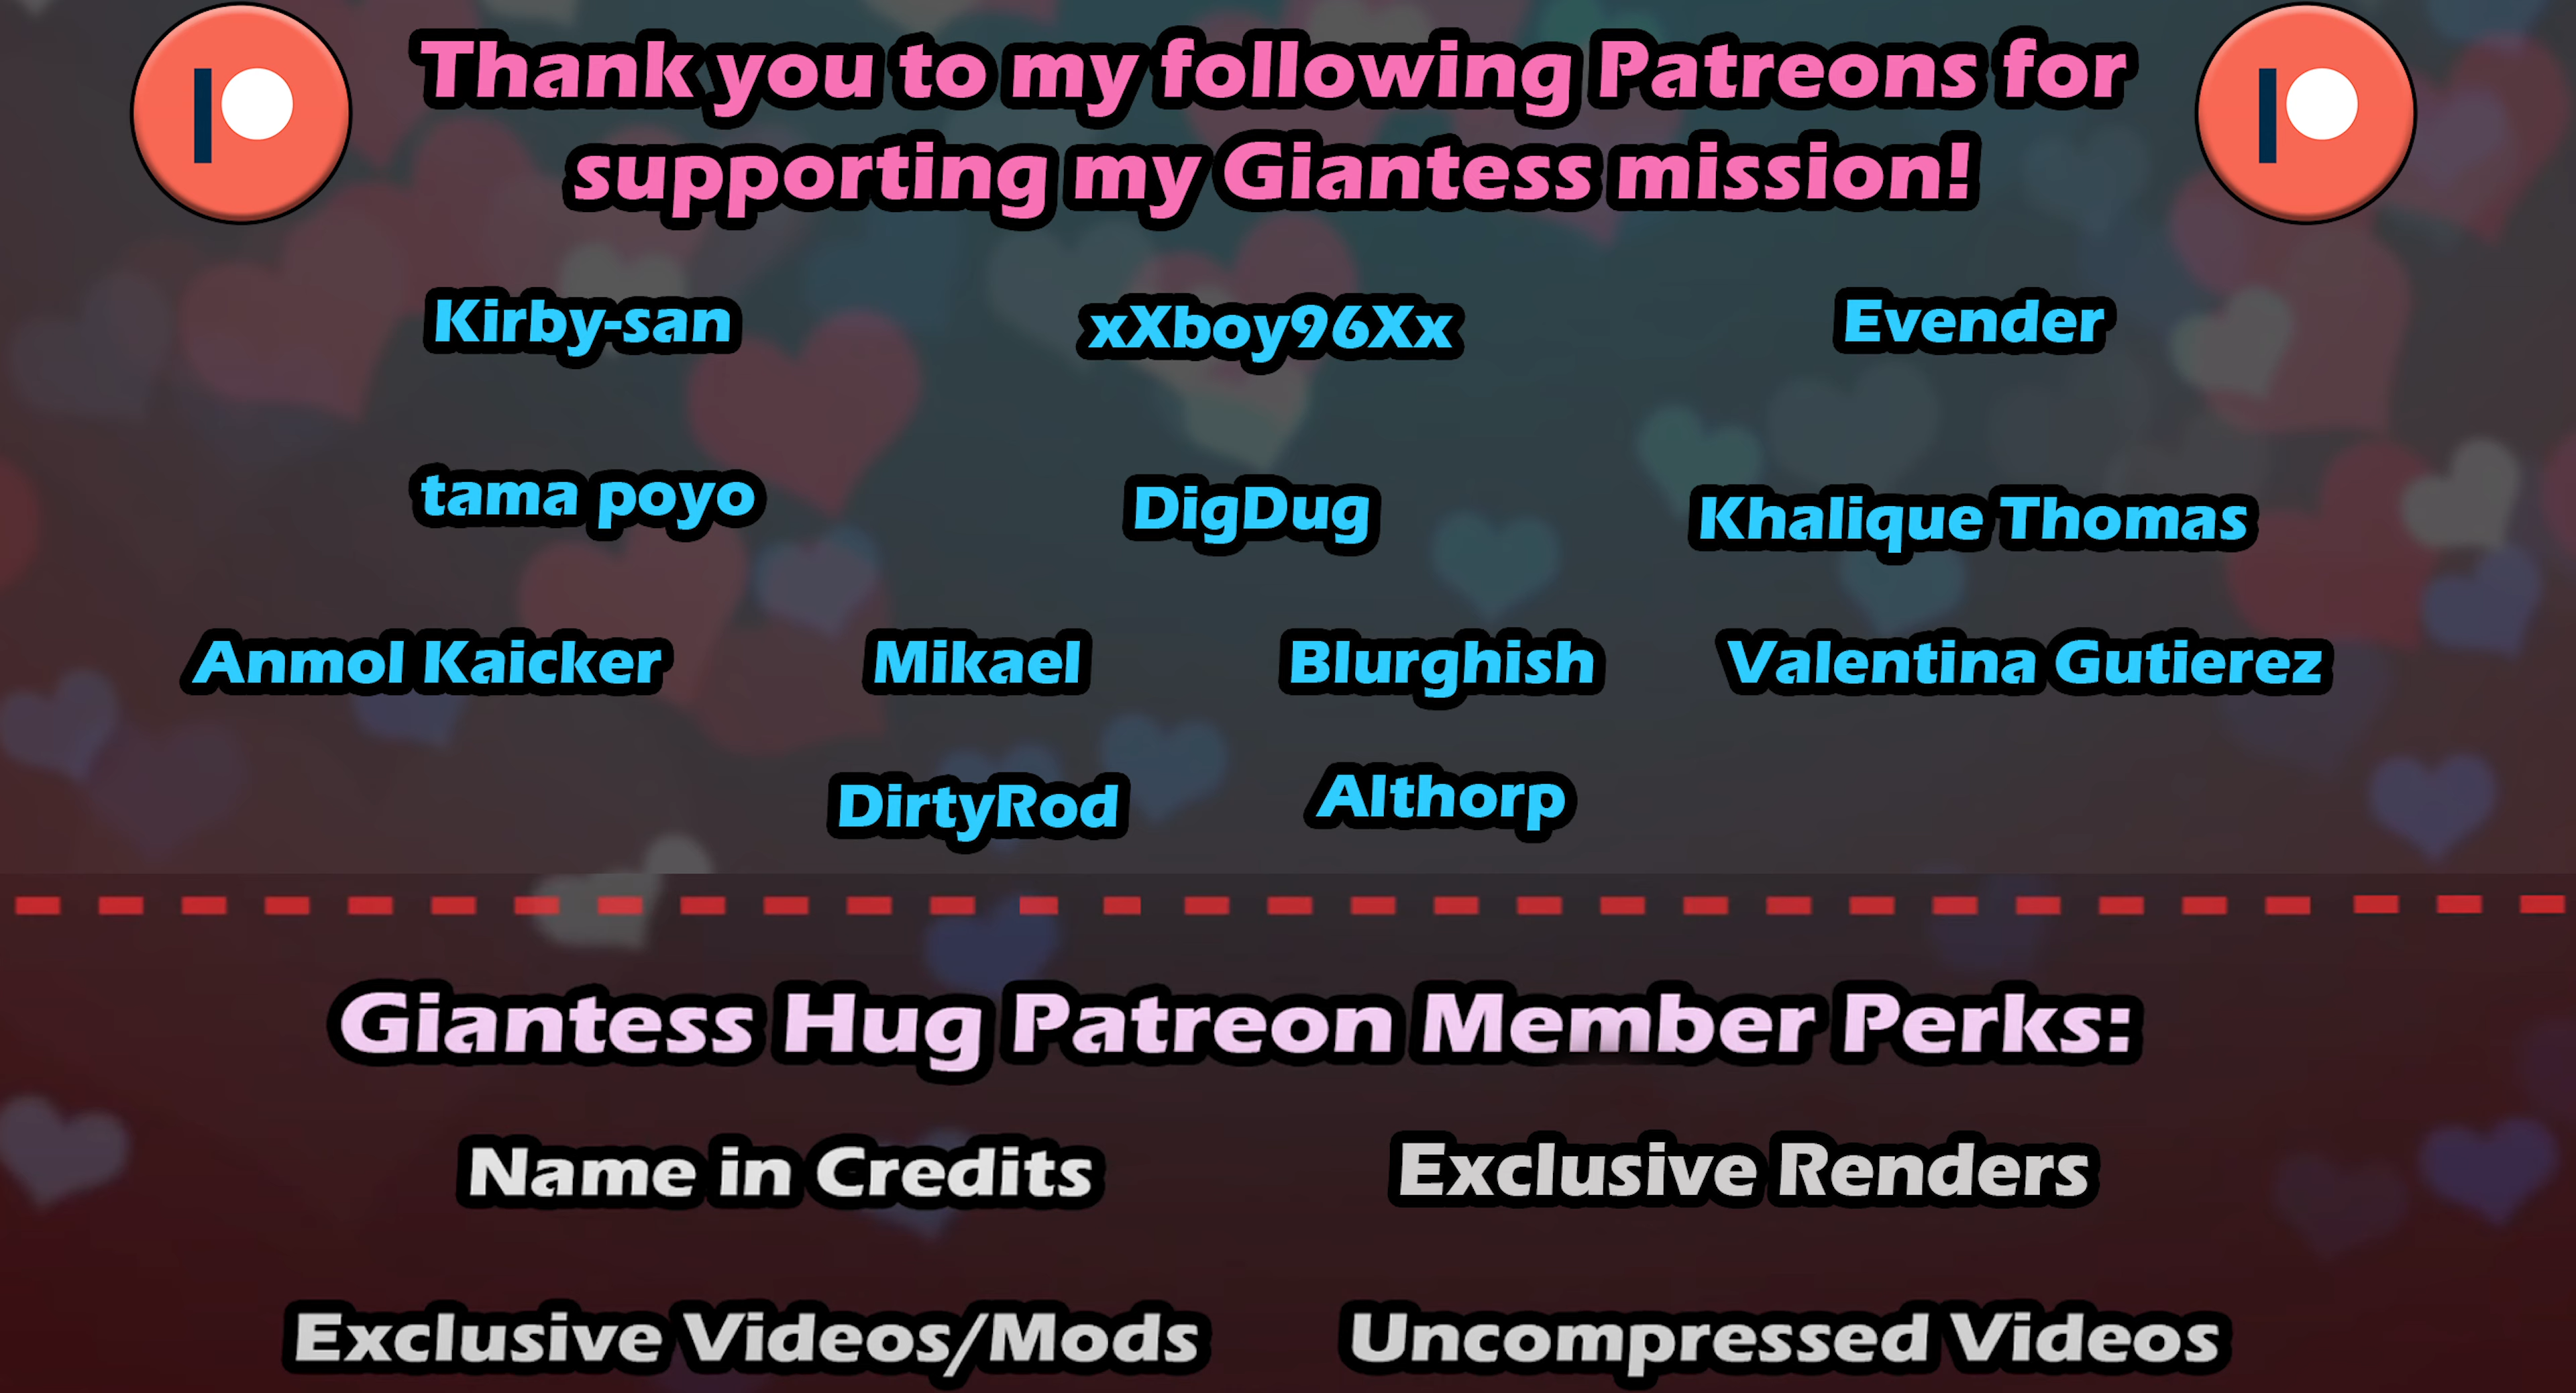 Thank you to my following Patreons for
supporting my Giantess mission!
Kirby-san xXboy96Xx Evender
tama poyo DigDug Khalique Thomas
Anmol Kaicker Mikael Blurghish Valentina Gutierez
DirtyRod Althorp
Giantess Hug Patreon Member Perks:
Name in Credits Exclusive Renders
Exclusive Videos/Mods Uncompressed Videos